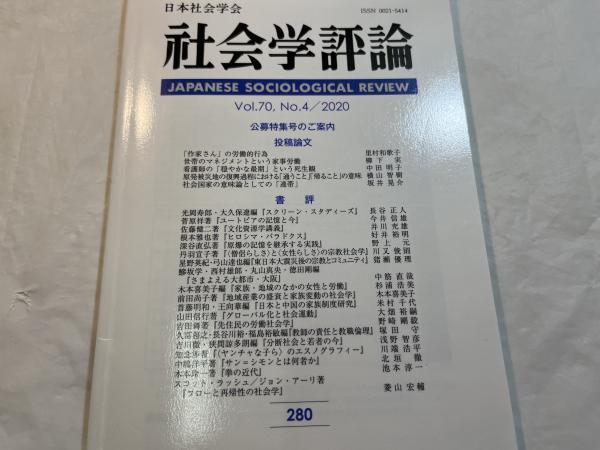 日本社会学会
ISSN 0021-5414
社会学評論
JAPANESE SOCIOLOGICAL REVIEW
Vol.70, No.4/2020
公募特集号のご案内
投稿論文
「作家さん」の労働的行為 里村和歌子
世帯のマネジメントという家事労働 柳下 実
看護師の「穏やかな最期」という死生観 中田明子
原発被災地の復興過程における「通うこと」「帰ること」の意味 横山智樹
社会国家の意味論としての「連帯」 坂井晃介
書評
光岡寿郎・大久保遼編『スクリーン・スタディーズ』 長谷正人
菅原祥著『ユートピアの記憶と今』 今井信雄
佐藤健二著『文化資源学講義』 井川充雄
根本雅也著『ヒロシマ・パラドクス』 好井裕明
深谷直弘著『原爆の記憶を継承する実践』 野上 元
丹羽宣子著『〈僧侶らしさ〉と〈女性らしさ〉の宗教社会学』 川又俊則
星野英紀・弓山達也編『東日本大震災後の宗教とコミュニティ』 猪瀬優理
鰺坂学・西村雄郎・丸山真央・徳田剛編
『さまよえる大都市・大阪』 中筋直哉
木本喜美子編『家族・地域のなかの女性と労働』 杉浦浩美
前田尚子著『地域産業の盛衰と家族変動の社会学』 木本喜美子
首藤明和・王向華編『日本と中国の家族制度研究』 米村千代
山田信行著『グローバル化と社会運動』 大畑裕嗣
著『先住民の労働社会学』 野崎剛毅
久冨善之・長谷川裕・福島裕敏編『教師の責任と教職倫理』 塚田 守
吉川徹・狭間諒多朗編『分断社会と若者の今』 浅野智彦
知念渉著『〈ヤンチャな子ら〉のエスノグラフィー』 川端浩平
中嶋洋平著『サン＝シモンとは何者か』 北垣 徹
著『拳の近代』 池本淳一
スコット・ラッシュ/ジョン・アーリ著
『フローと再帰性の社会学』 菱山宏輔
280